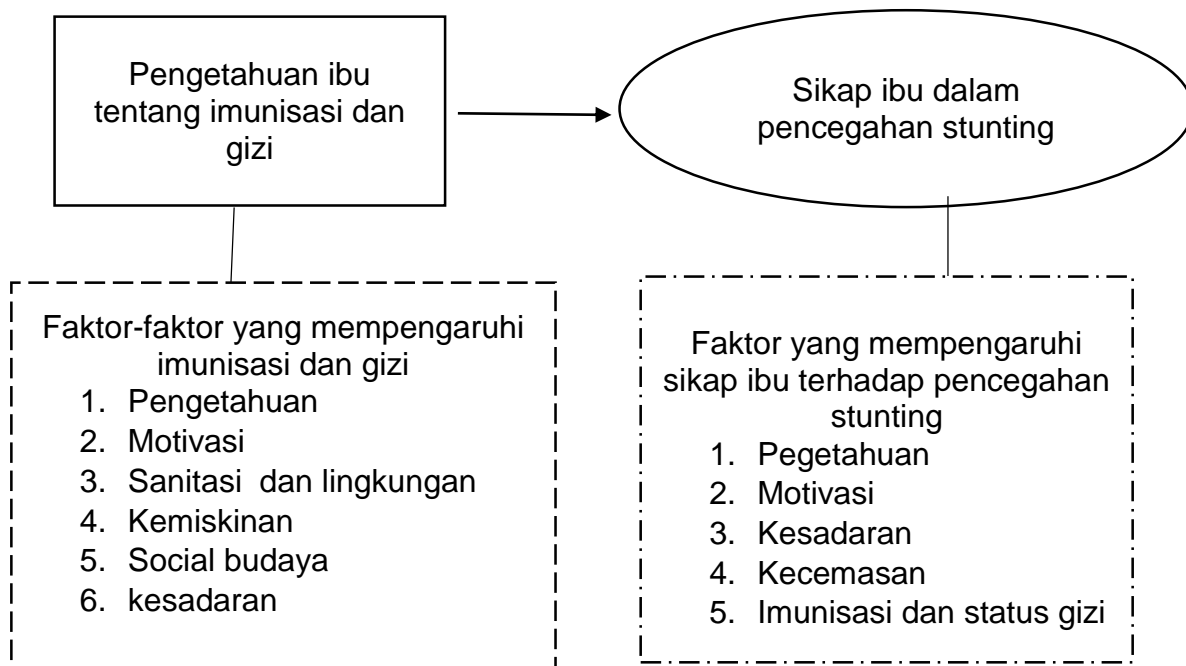 Pengetahuan ibu
tentang imunisasi dan
gizi
Sikap ibu dalam
pencegahan stunting
Faktor-faktor yang mempengaruhi
imunisasi dan gizi
1. Pengetahuan
2. Motivasi
3. Sanitasi dan lingkungan
4. Kemiskinan
5. Social budaya
6. kesadaran
Faktor yang mempengaruhi
sikap ibu terhadap pencegahan
stunting
1. Pegetahuan
2. Motivasi
3. Kesadaran
4. Kecemasan
5. Imunisasi dan status gizi